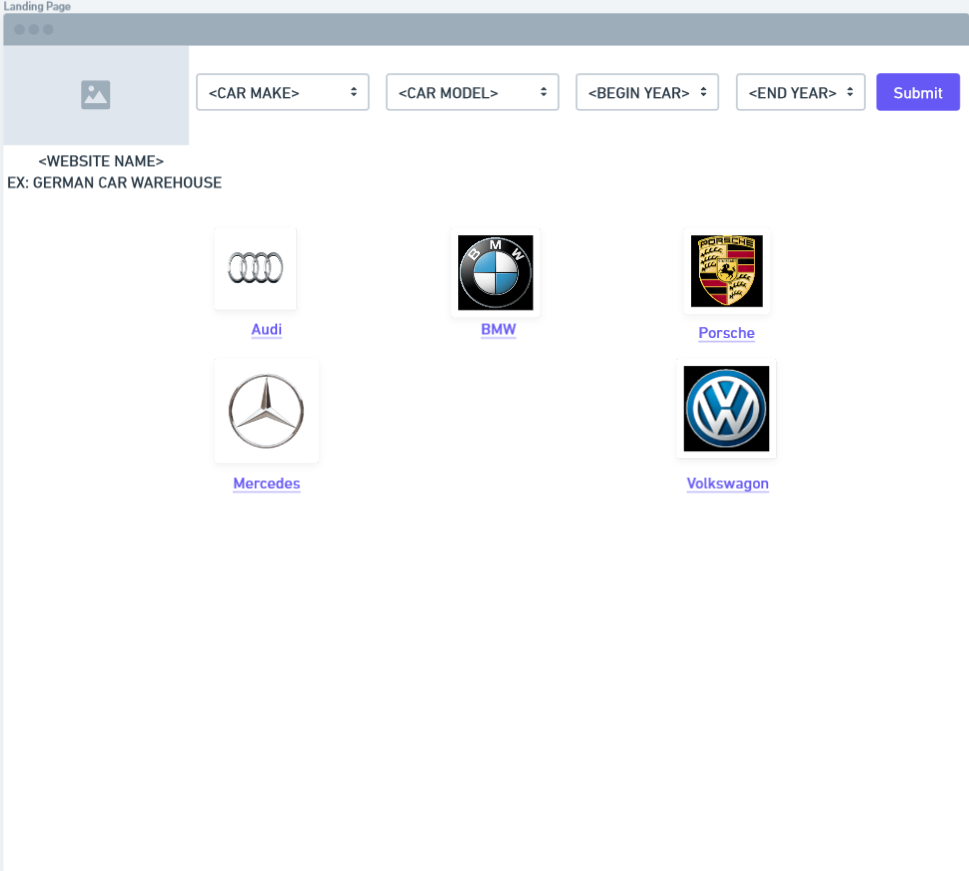 Landing Page
<CAR MAKE>
<CAR MODEL>
<BEGIN YEAR>
<END YEAR>
Submit
<WEBSITE NAME>
EX: GERMAN CAR WAREHOUSE
BMW
PORSCHE
Audi
BMW
Porsche
Mercedes
Volkswagon